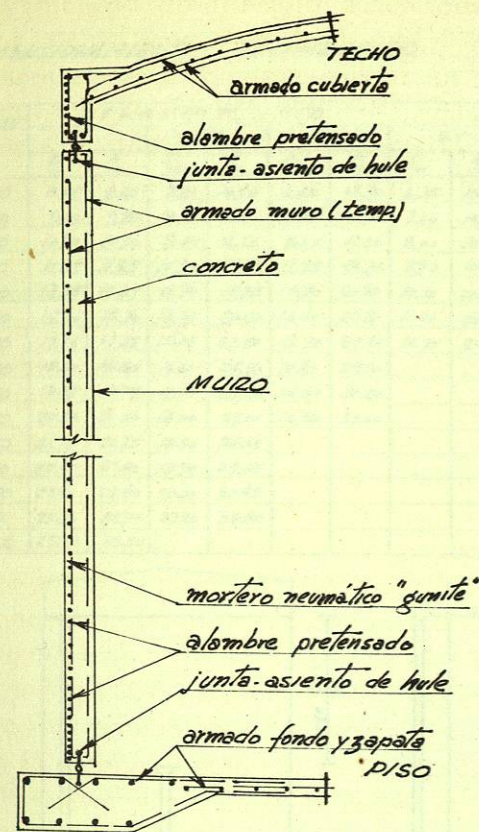 TECHO
armado cubierta
alambre pretensado
junta-asiento de hule
armado muro (temp.)
concreto
MURO
mortero neumático "gunite"
alambre pretensado
junta-asiento de hule
armado fondo y zapata
PISO